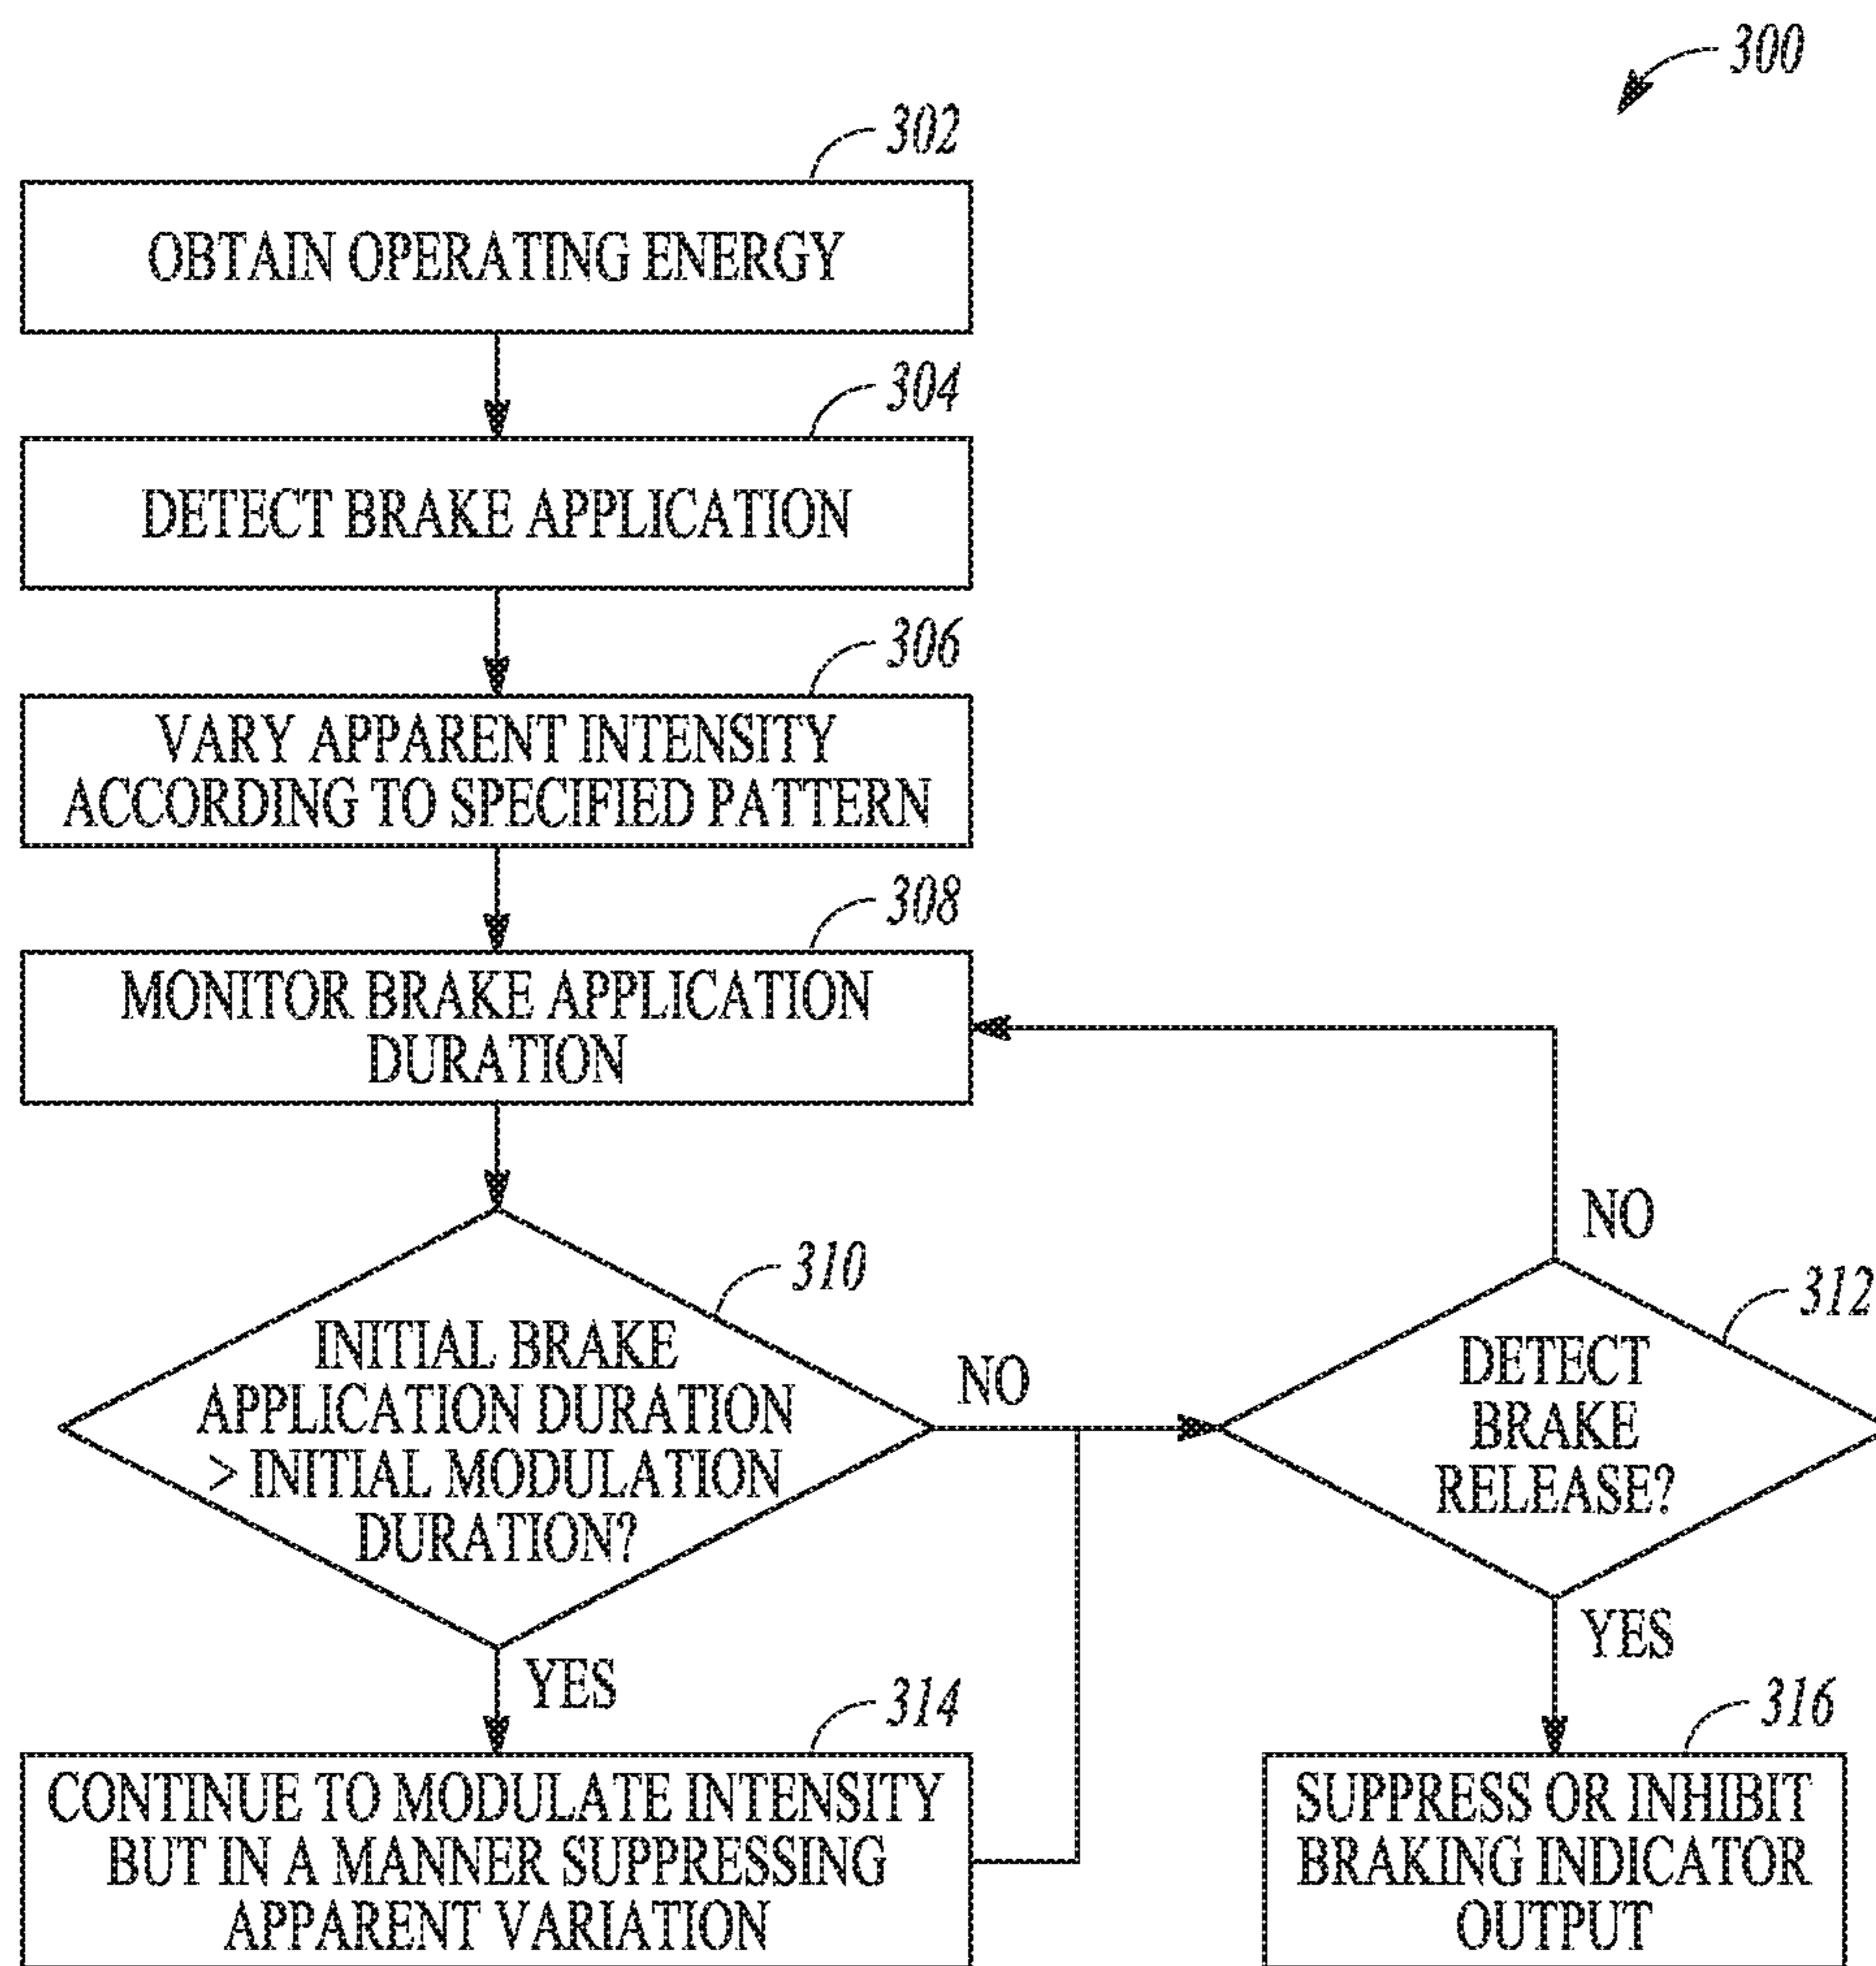 300
302
OBTAIN OPERATING ENERGY
304
DETECT BRAKE APPLICATION
306
VARY APPARENT INTENSITY
ACCORDING TO SPECIFIED PATTERN
308
MONITOR BRAKE APPLICATION
DURATION
310
INITIAL BRAKE
APPLICATION DURATION
> INITIAL MODULATION
DURATION?
NO
YES
312
DETECT
BRAKE
RELEASE?
NO
YES
314
CONTINUE TO MODULATE INTENSITY
BUT IN A MANNER SUPPRESSING
APPARENT VARIATION
316
SUPPRESS OR INHIBIT
BRAKING INDICATOR
OUTPUT